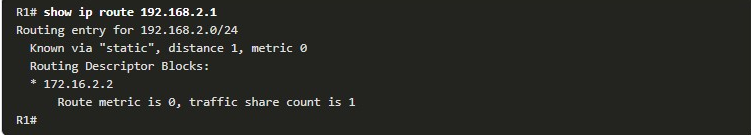 R1# show ip route 192.168.2.1
Routing entry for 192.168.2.0/24
  Known via "static", distance 1, metric 0
  Routing Descriptor Blocks:
  * 172.16.2.2
      Route metric is 0, traffic share count is 1
R1#